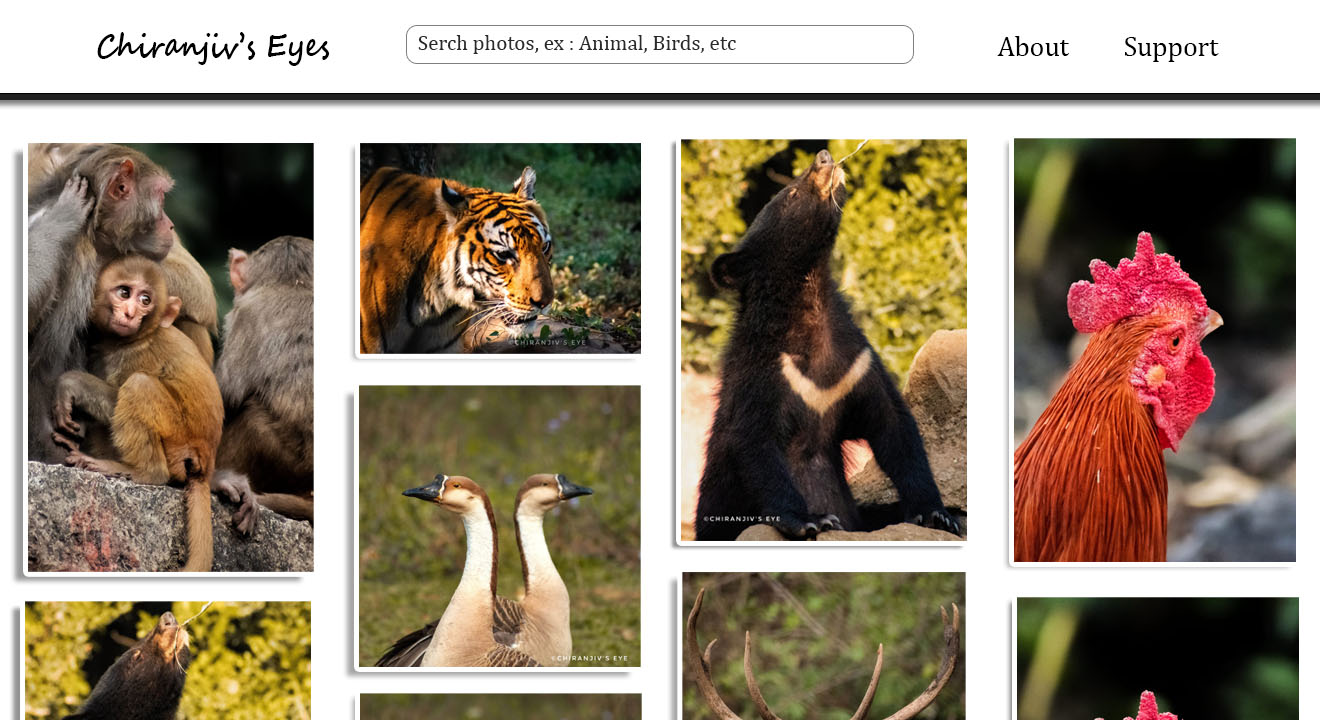 Chiranjiv's Eyes
Serch photos, ex : Animal, Birds, etc
About
Support
©CHIRANJIV'S EYE
©CHIRANJIV'S EYE
©CHIRANJIV'S EYE